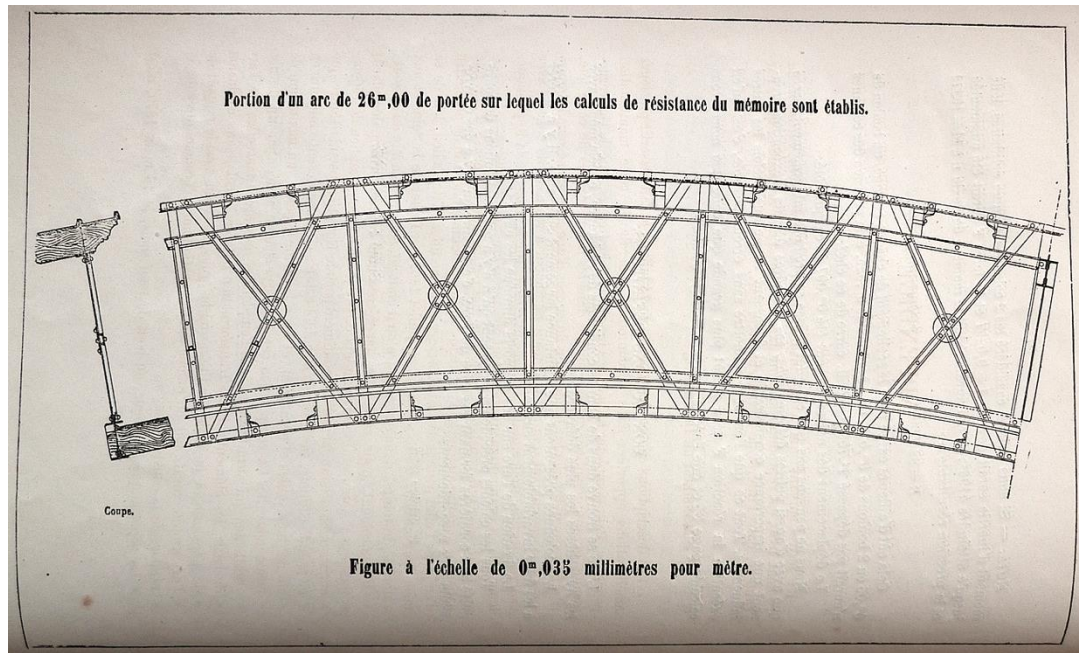 Portion d'un arc de 26ᵐ,00 de portée sur lequel les calculs de résistance du mémoire sont établis.
Coupe.
Figure à l'échelle de 0ᵐ,035 millimètres pour mètre.